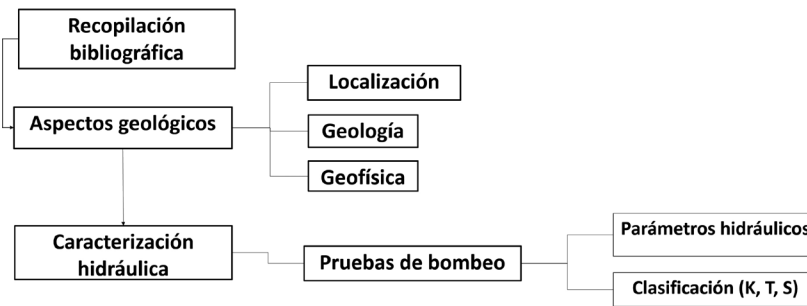 Recopilación
bibliográfica
Localización
Aspectos geológicos
Geología
Geofísica
Caracterización
hidráulica
Pruebas de bombeo
Parámetros hidráulicos
Clasificación (K, T, S)